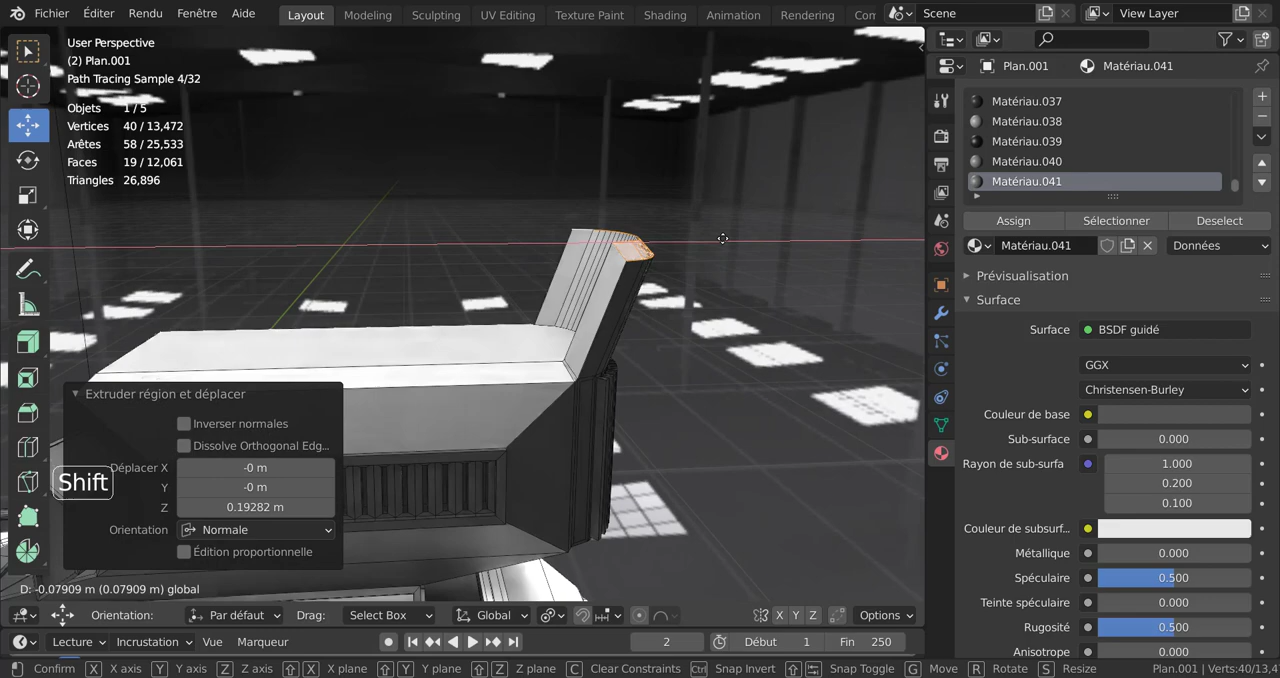 Fichier Éditer Rendu Fenêtre Aide Layout Modeling Sculpting UV Editing Texture Paint Shading Animation Rendering Com Scene View Layer
User Perspective
(2) Plan.001
Path Tracing Sample 4/32
Objets 1 / 5
Vertices 40 / 13,472
Arêtes 58 / 25,533
Faces 19 / 12,061
Triangles 26,896
Extruder région et déplacer
Inverser normales
Dissolve Orthogonal Edg...
Déplacer X -0 m
Y -0 m
Z 0.19282 m
Orientation Normale
Édition proportionnelle
Shift
D: -0.07909 m (0.07909 m) global
Orientation: Par défaut Drag: Select Box Global X Y Z Options
Plan.001 Matériau.041
Matériau.037
Matériau.038
Matériau.039
Matériau.040
Matériau.041
Assign Sélectionner Deselect
Matériau.041 Données
Prévisualisation
Surface
Surface BSDF guidé
GGX
Christensen-Burley
Couleur de base
Sub-surface 0.000
Rayon de sub-surfa 1.000
0.200
0.100
Couleur de subsurf...
Métallique 0.000
Spéculaire 0.500
Teinte spéculaire 0.000
Rugosité 0.500
Anisotrope 0.000
Lecture Incrustation Vue Marqueur 2 Début 1 Fin 250
Confirm X X axis Y Y axis Z Z axis X X plane Y Y plane Z Z plane C Clear Constraints Ctrl Snap Invert Snap Toggle G Move R Rotate S Resize Plan.001 | Verts:40/13,4